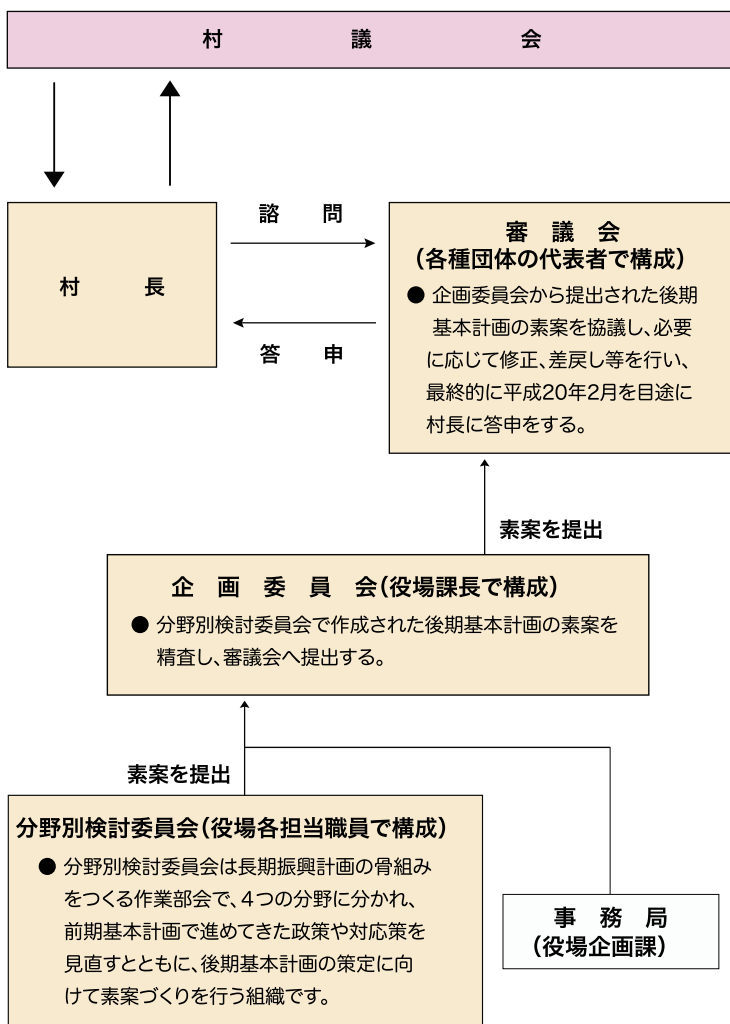 村議会
諮問
村長
答申
審議会
(各種団体の代表者で構成)
● 企画委員会から提出された後期
基本計画の素案を協議し、必要
に応じて修正、差戻し等を行い、
最終的に平成20年2月を目途に
村長に答申をする。
素案を提出
企画委員会(役場課長で構成)
● 分野別検討委員会で作成された後期基本計画の素案を
精査し、審議会へ提出する。
素案を提出
分野別検討委員会(役場各担当職員で構成)
● 分野別検討委員会は長期振興計画の骨組み
をつくる作業部会で、4つの分野に分かれ、
前期基本計画で進めてきた政策や対応策を
見直すとともに、後期基本計画の策定に向
けて素案づくりを行う組織です。
事務局
(役場企画課)